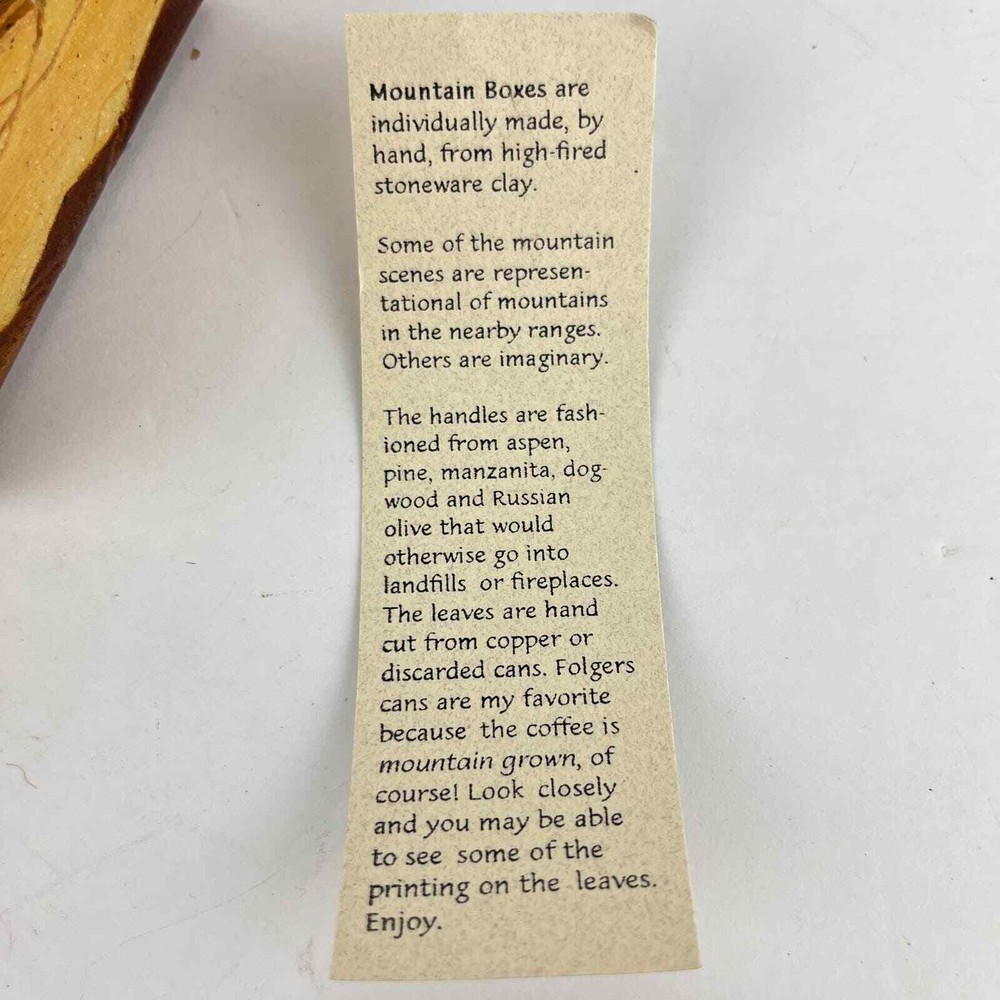 Mountain Boxes are
individually made, by
hand, from high-fired
stoneware clay.
Some of the mountain
scenes are represen-
tational of mountains
in the nearby ranges.
Others are imaginary.
The handles are fash-
ioned from aspen,
pine, manzanita, dog-
wood and Russian
olive that would
otherwise go into
landfills or fireplaces.
The leaves are hand
cut from copper or
discarded cans. Folgers
cans are my favorite
because the coffee is
mountain grown, of
course! Look closely
and you may be able
to see some of the
printing on the leaves.
Enjoy.